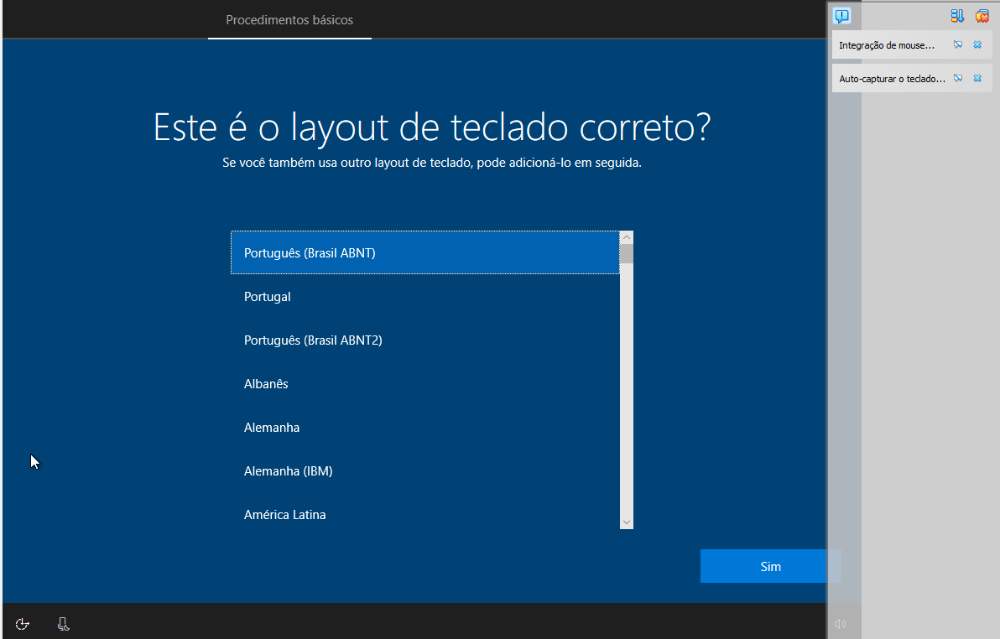 Procedimentos básicos
Integração de mouse...
Auto-capturar o teclado...
Este é o layout de teclado correto?
Se você também usa outro layout de teclado, pode adicioná-lo em seguida.
Português (Brasil ABNT)
Portugal
Português (Brasil ABNT2)
Albanês
Alemanha
Alemanha (IBM)
América Latina
Sim